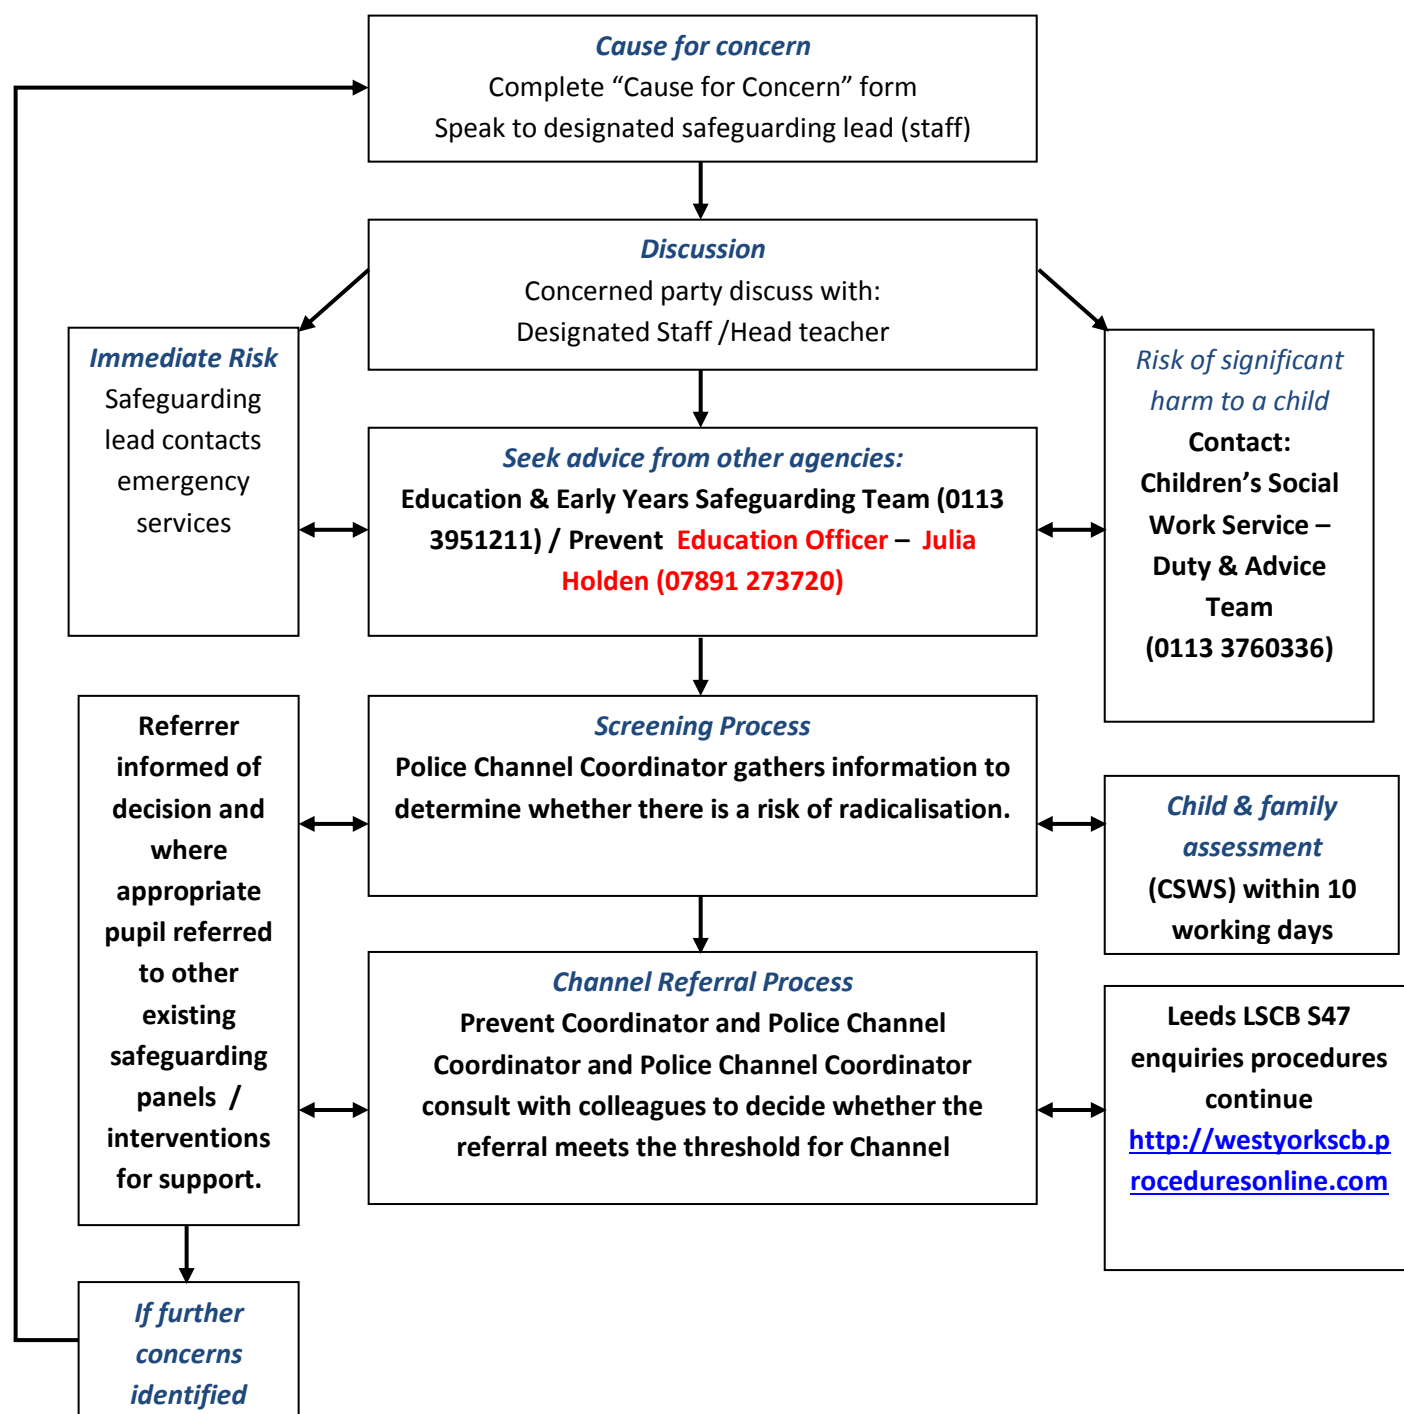 Cause for concern
Complete “Cause for Concern” form
Speak to designated safeguarding lead (staff)
Discussion
Concerned party discuss with:
Designated Staff /Head teacher
Immediate Risk
Safeguarding
lead contacts
emergency
services
Seek advice from other agencies:
Education & Early Years Safeguarding Team (0113
3951211) / Prevent Education Officer – Julia
Holden (07891 273720)
Risk of significant
harm to a child
Contact:
Children’s Social
Work Service –
Duty & Advice
Team
(0113 3760336)
Referrer
informed of
decision and
where
appropriate
pupil referred
to other
existing
safeguarding
panels /
interventions
for support.
Screening Process
Police Channel Coordinator gathers information to
determine whether there is a risk of radicalisation.
Child & family
assessment
(CSWS) within 10
working days
Channel Referral Process
Prevent Coordinator and Police Channel
Coordinator and Police Channel Coordinator
consult with colleagues to decide whether the
referral meets the threshold for Channel
Leeds LSCB S47
enquiries procedures
continue
http://westyorkscb.p
roceduresonline.com
If further
concerns
identified